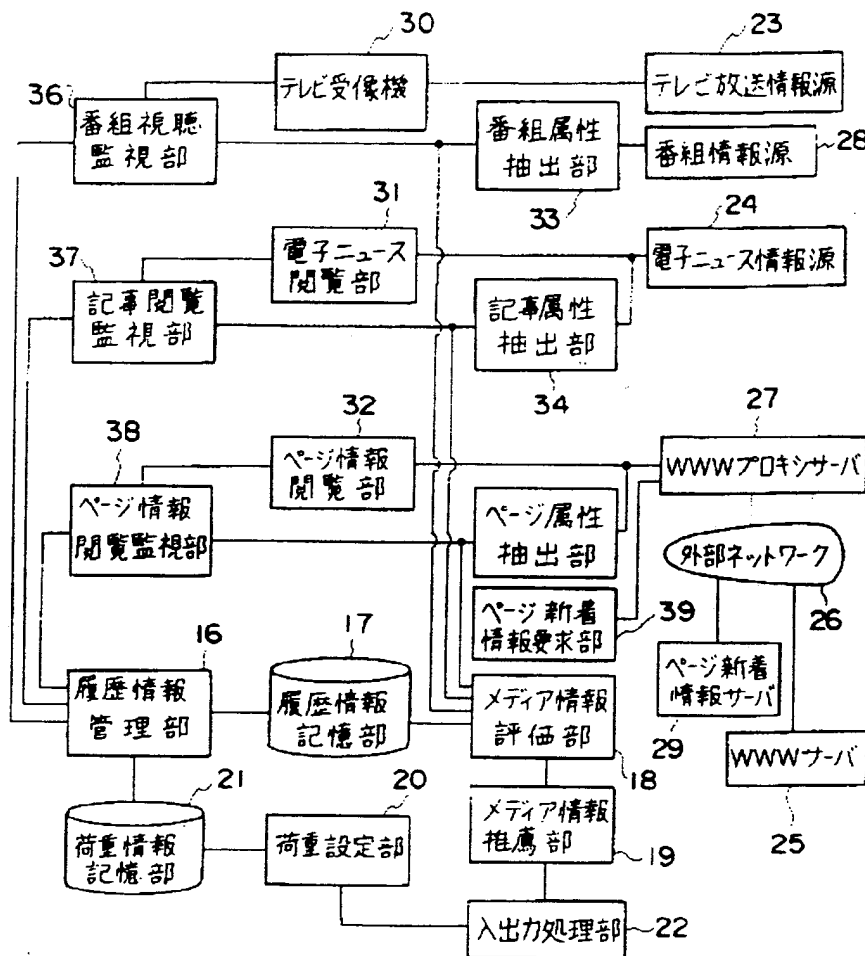 30
23
テレビ受像機
テレビ放送情報源
36
番組視聴
監視部
番組属性
抽出部
33
番組情報源
28
31
24
電子ニュース
閲覧部
電子ニュース情報源
37
記事閲覧
監視部
記事属性
抽出部
34
32
27
ページ情報
閲覧部
WWWプロキシサーバ
38
ページ情報
閲覧監視部
ページ属性
抽出部
外部ネットワーク
26
ページ新着
情報要求部
39
ページ新着
情報サーバ
29
WWWサーバ
25
16
履歴情報
管理部
17
履歴情報
記憶部
メディア情報
評価部
18
21
荷重情報
記憶部
20
荷重設定部
メディア情報
推薦部
19
入出力処理部
22